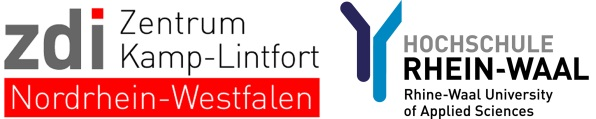 zdi Zentrum
Kamp-Lintfort
Nordrhein-Westfalen
HOCHSCHULE
RHEIN-WAAL
Rhine-Waal University
of Applied Sciences